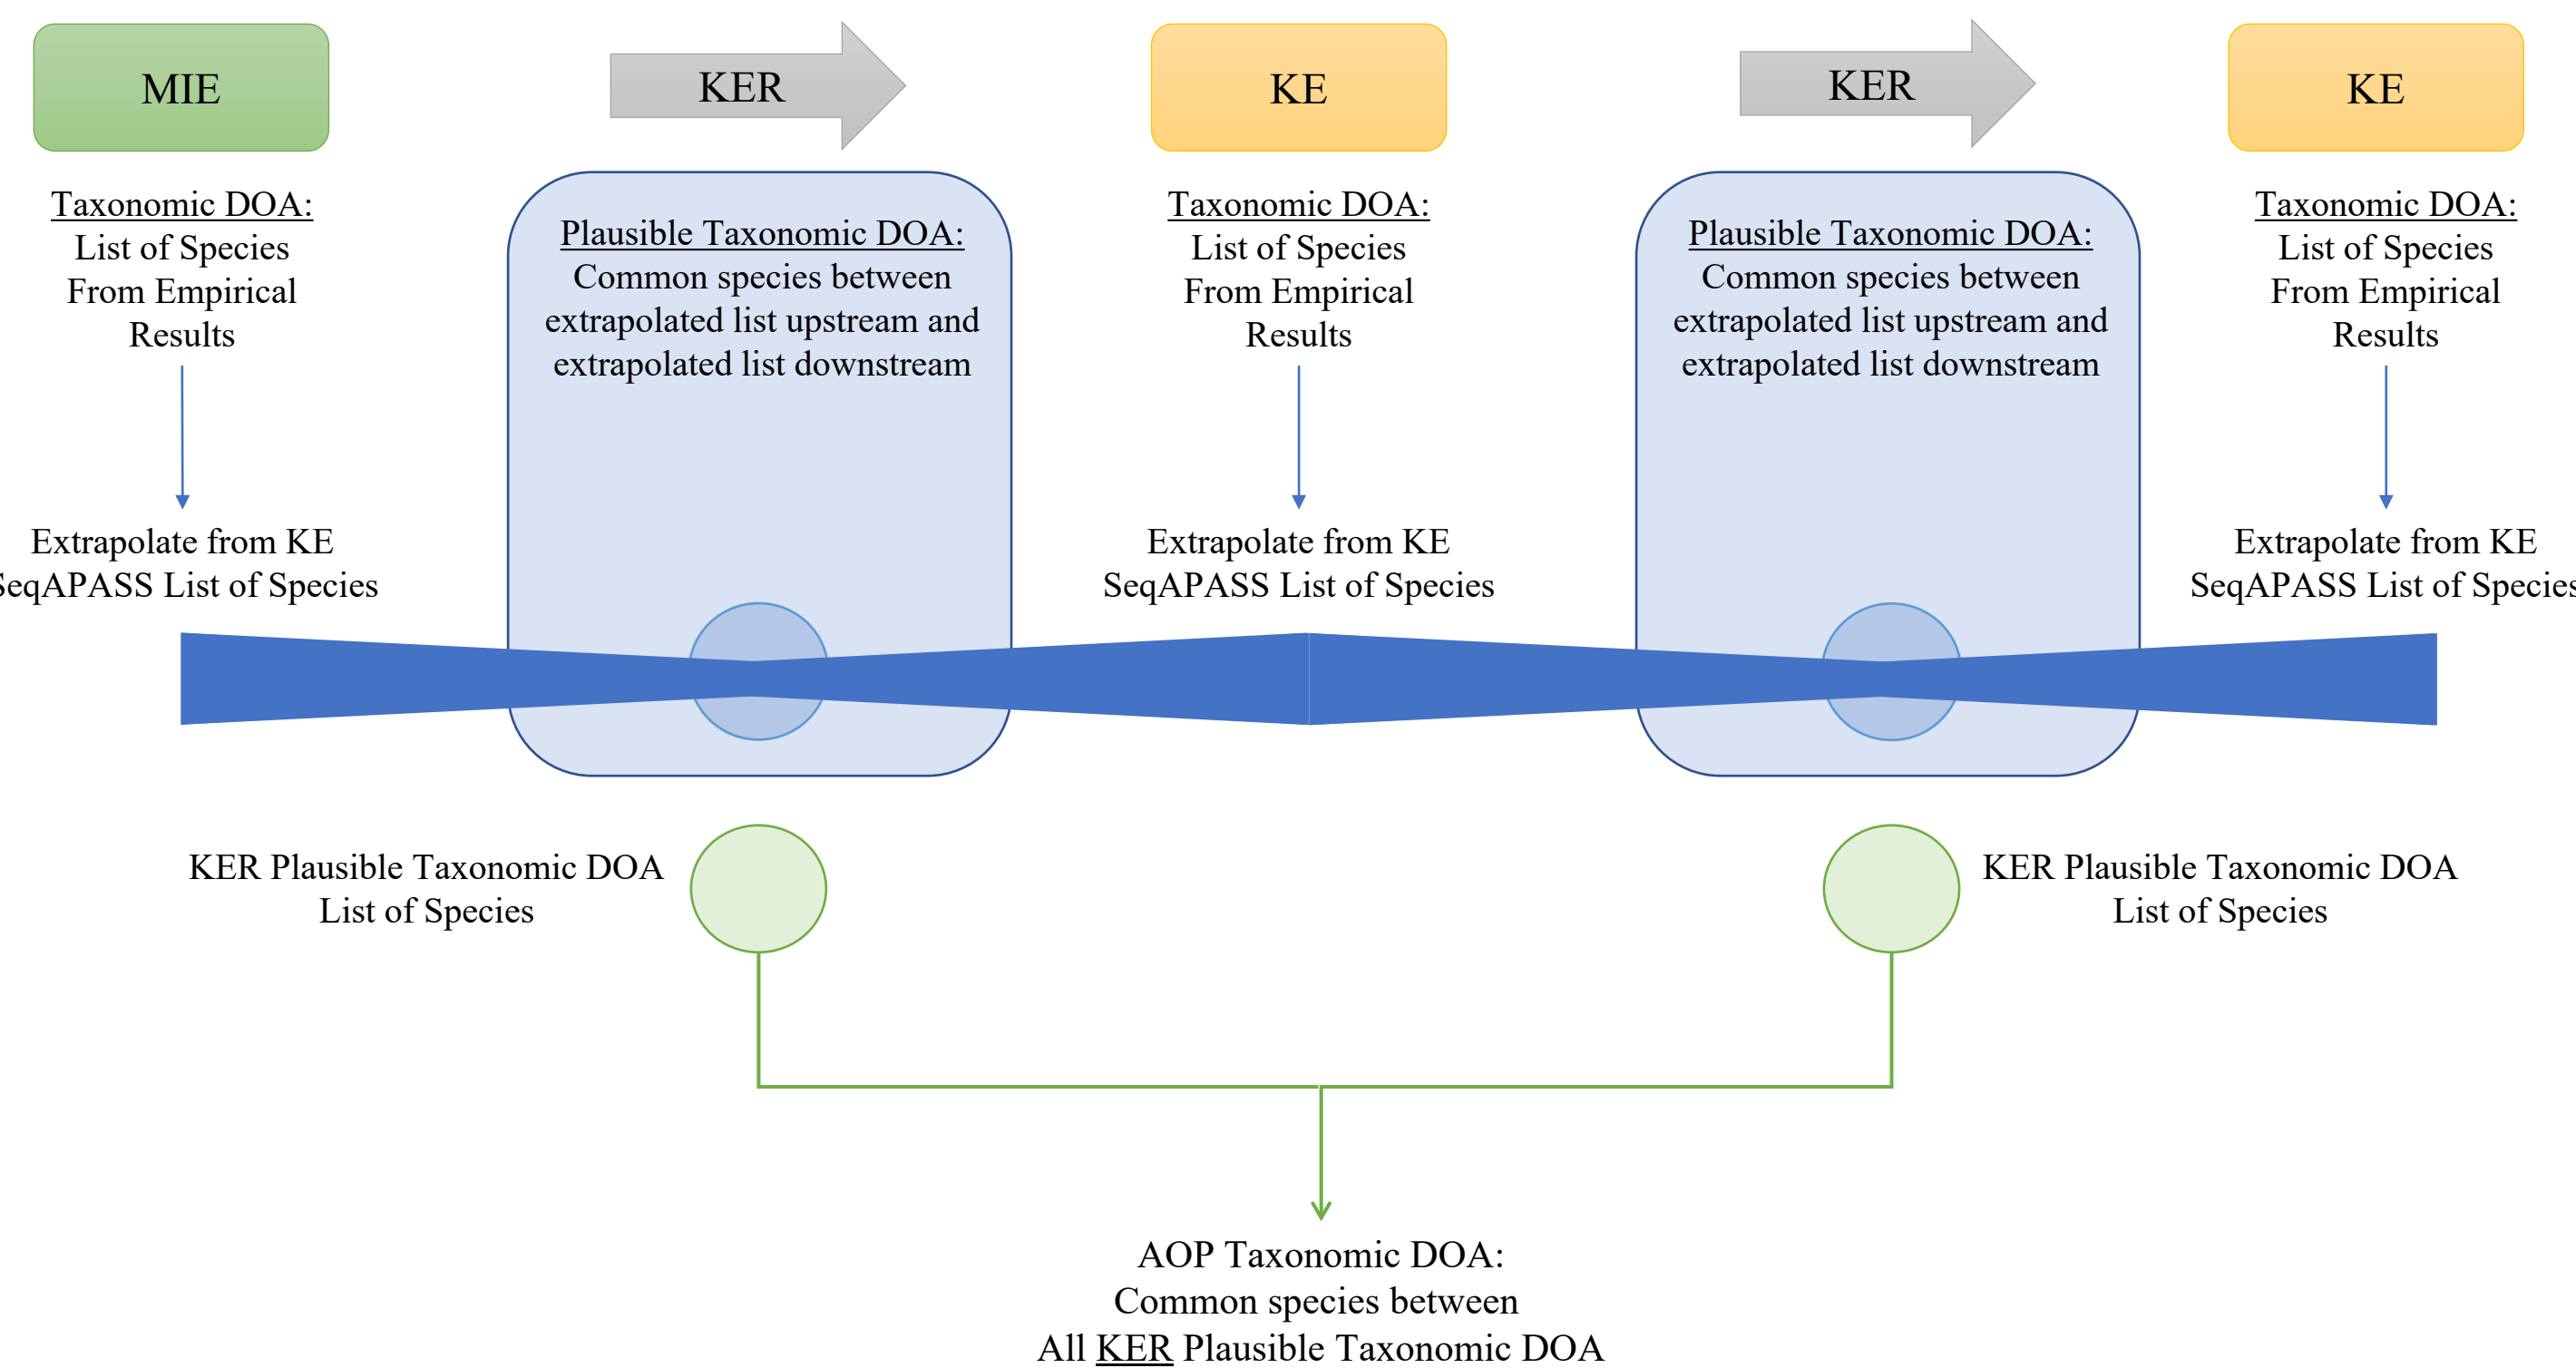 MIE
KER
KE
KER
KE
Taxonomic DOA:
List of Species
From Empirical
Results
Plausible Taxonomic DOA:
Common species between
extrapolated list upstream and
extrapolated list downstream
Taxonomic DOA:
List of Species
From Empirical
Results
Plausible Taxonomic DOA:
Common species between
extrapolated list upstream and
extrapolated list downstream
Taxonomic DOA:
List of Species
From Empirical
Results
Extrapolate from KE
SeqAPASS List of Species
Extrapolate from KE
SeqAPASS List of Species
Extrapolate from KE
SeqAPASS List of Species
KER Plausible Taxonomic DOA
List of Species
KER Plausible Taxonomic DOA
List of Species
AOP Taxonomic DOA:
Common species between
All KER Plausible Taxonomic DOA